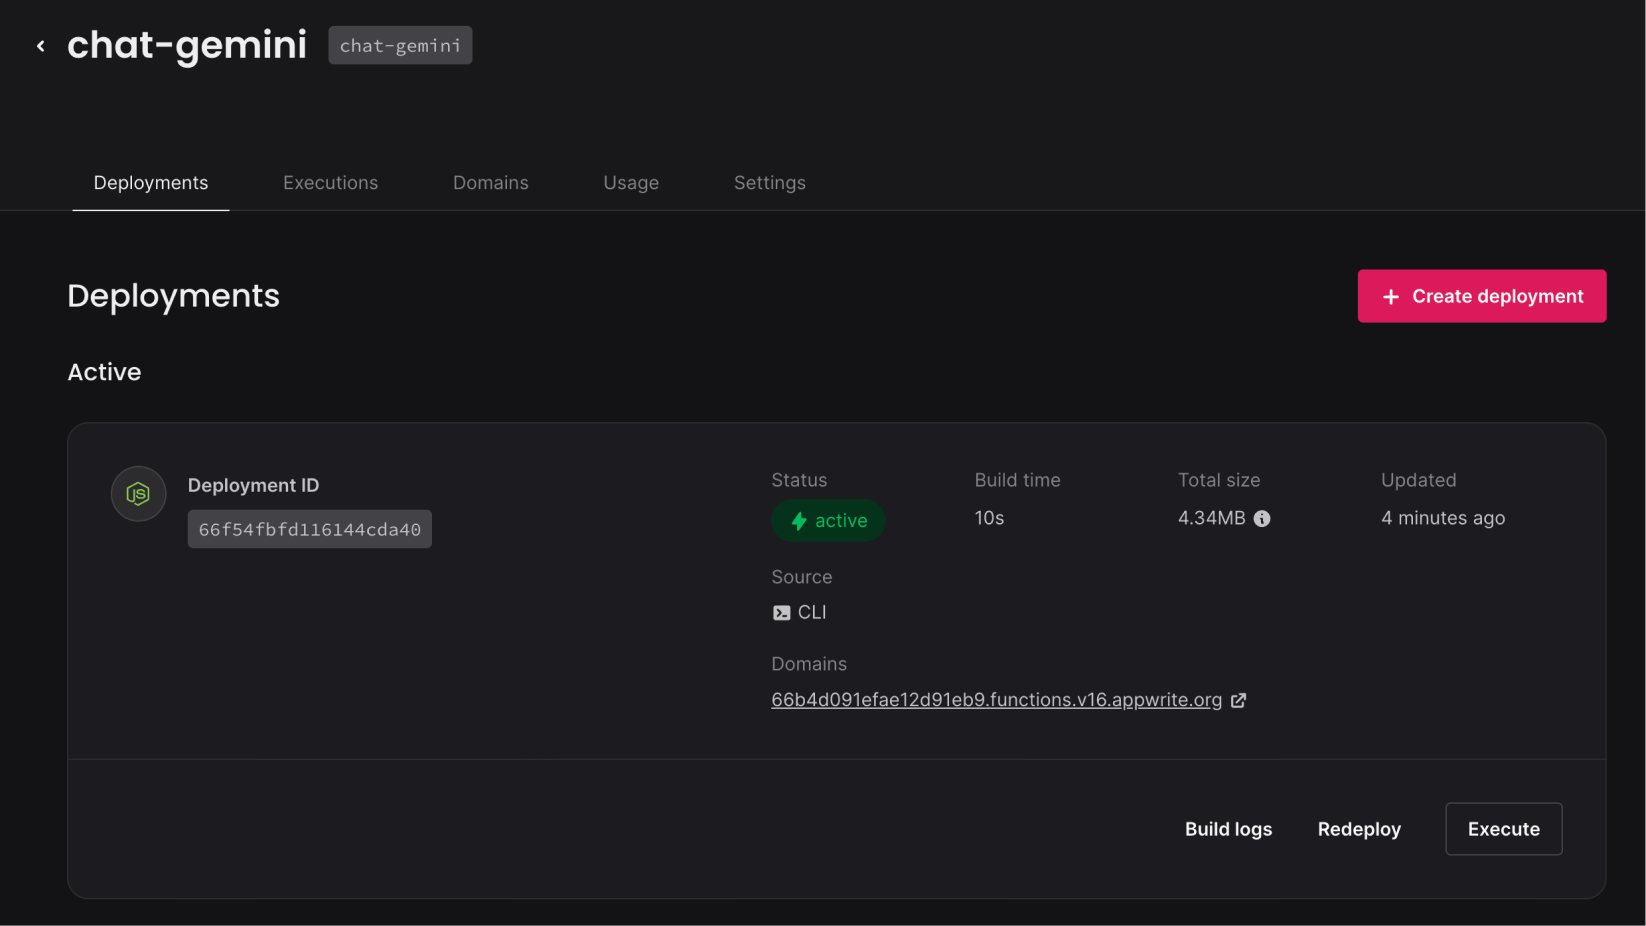 chat-gemini
chat-gemini
Deployments Executions Domains Usage Settings
Deployments
Create deployment
Active
JS
Deployment ID
66f54fbfd116144cda40
Status Build time Total size Updated
active 10s 4.34MB 4 minutes ago
Source
CLI
Domains
66b4d091efae12d91eb9.functions.v16.appwrite.org
Build logs Redeploy Execute